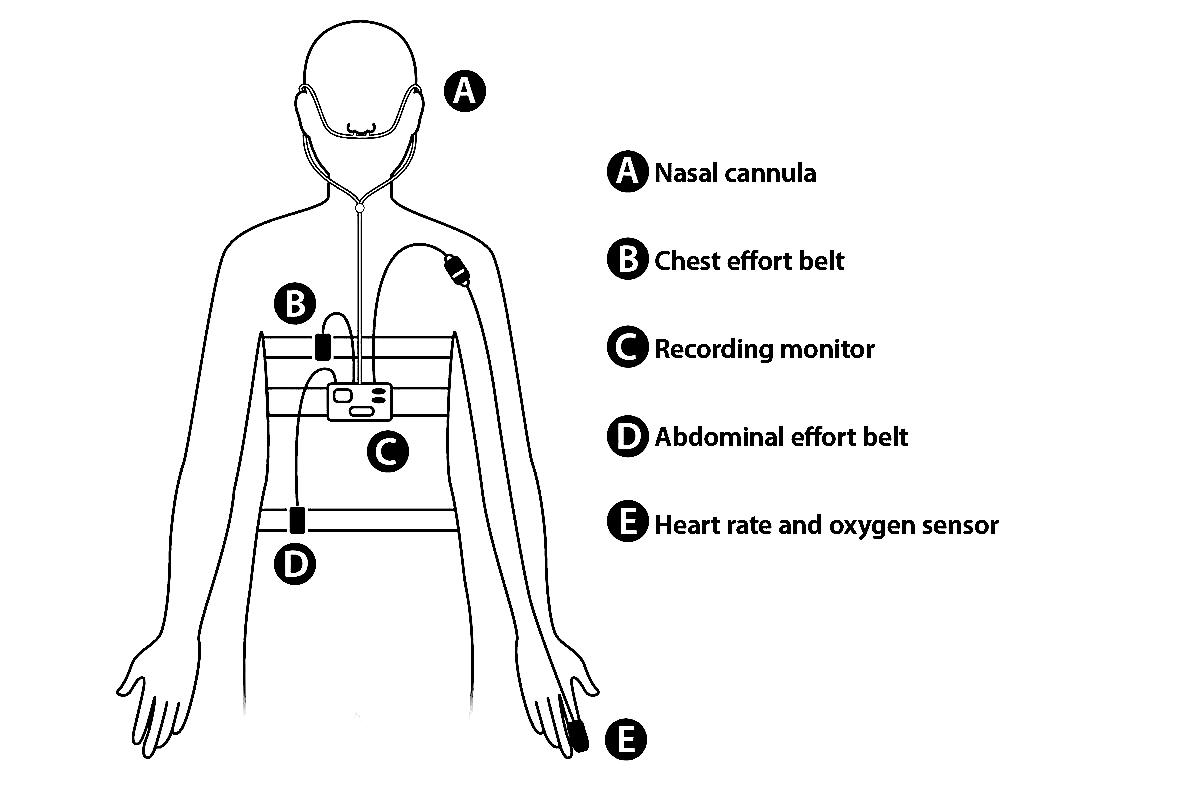 A
A Nasal cannula
B Chest effort belt
B
C Recording monitor
C
D Abdominal effort belt
E Heart rate and oxygen sensor
D
E